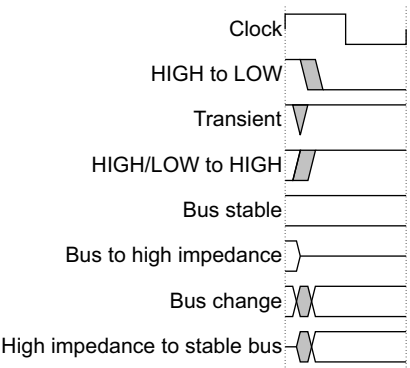 Clock
HIGH to LOW
Transient
HIGH/LOW to HIGH
Bus stable
Bus to high impedance
Bus change
High impedance to stable bus